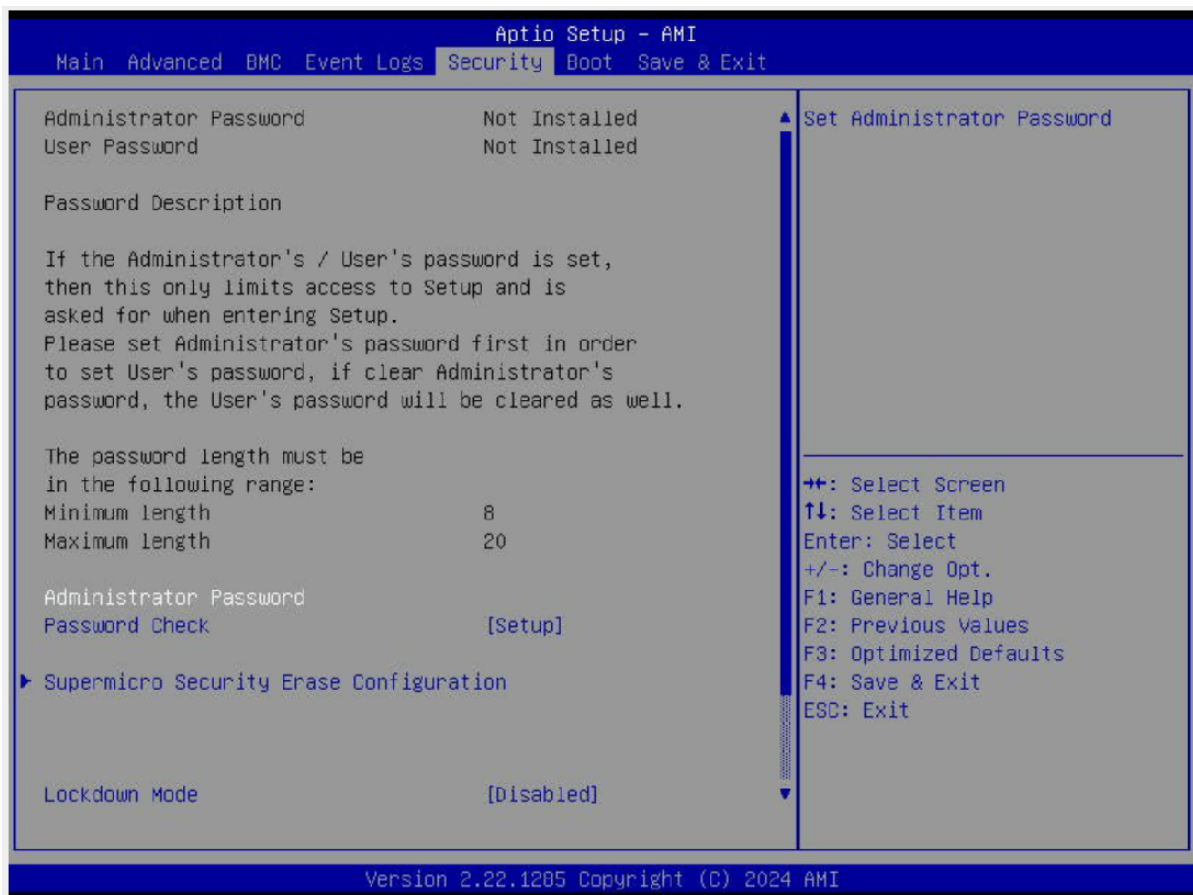 Aptio Setup - AMI
Main Advanced BMC Event Logs Security Boot Save & Exit
Administrator Password Not Installed
User Password Not Installed
Password Description
If the Administrator's / User's password is set,
then this only limits access to Setup and is
asked for when entering Setup.
Please set Administrator's password first in order
to set User's password, if clear Administrator's
password, the User's password will be cleared as well.
The password length must be
in the following range:
Minimum length 8
Maximum length 20
Administrator Password
Password Check [Setup]
Supermicro Security Erase Configuration
Lockdown Mode [Disabled]
Set Administrator Password
→←: Select Screen
↑↓: Select Item
Enter: Select
+/-: Change Opt.
F1: General Help
F2: Previous Values
F3: Optimized Defaults
F4: Save & Exit
ESC: Exit
Version 2.22.1285 Copyright (C) 2024 AMI